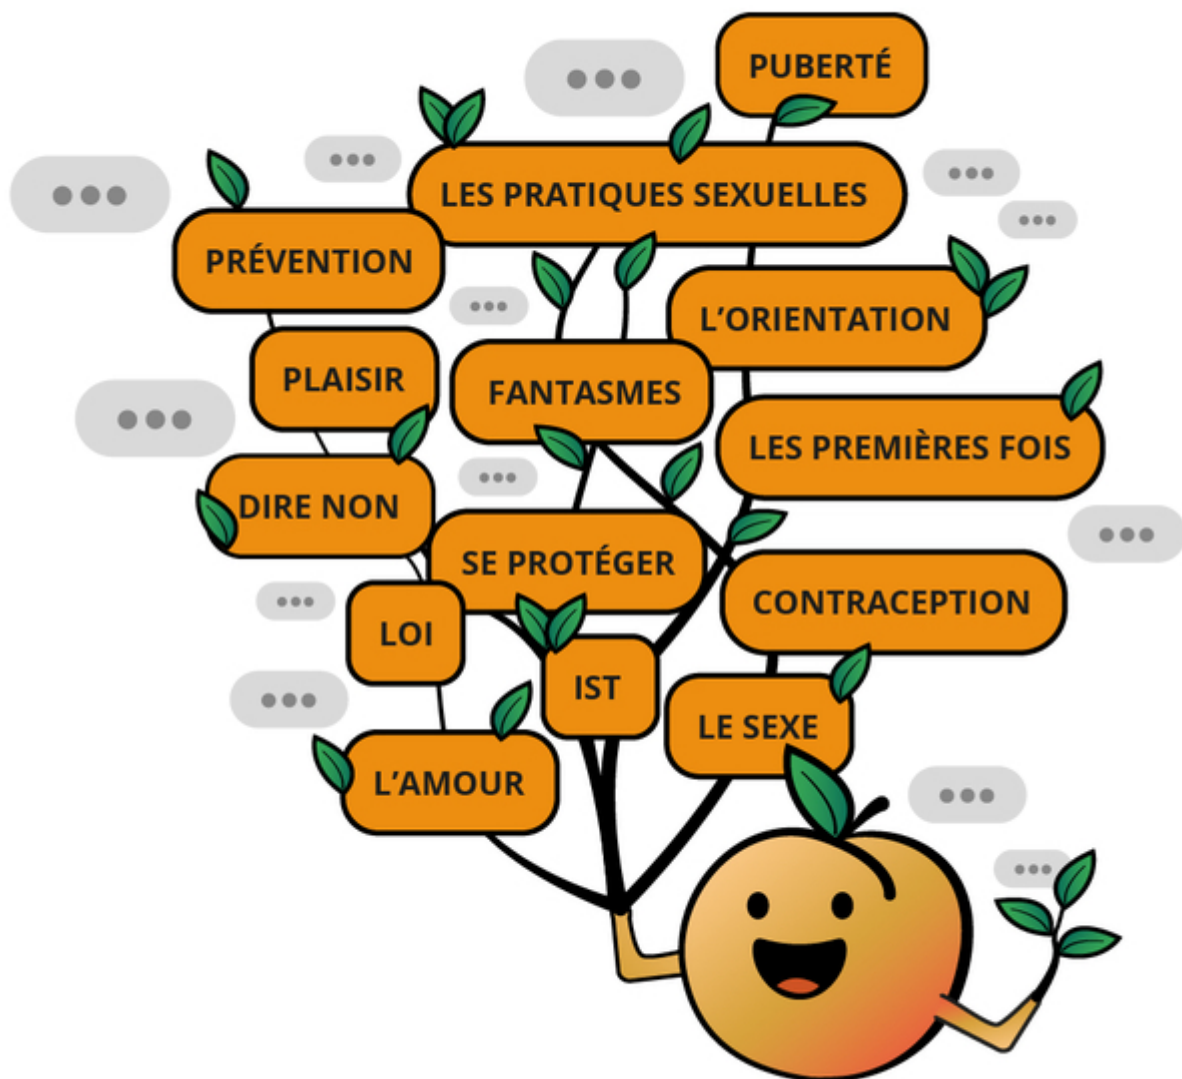 PUBERTÉ
LES PRATIQUES SEXUELLES
PRÉVENTION
L'ORIENTATION
PLAISIR
FANTASMES
LES PREMIÈRES FOIS
DIRE NON
SE PROTÉGER
CONTRACEPTION
LOI
IST
LE SEXE
L'AMOUR